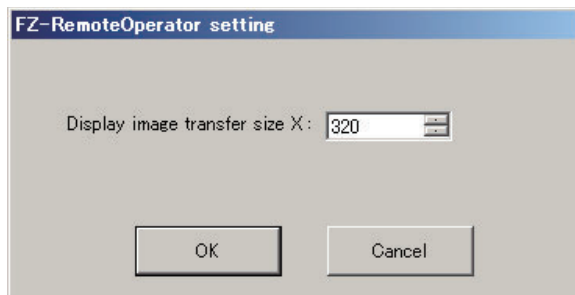 FZ-RemoteOperator setting
Display image transfer size X: 320
OK
Cancel